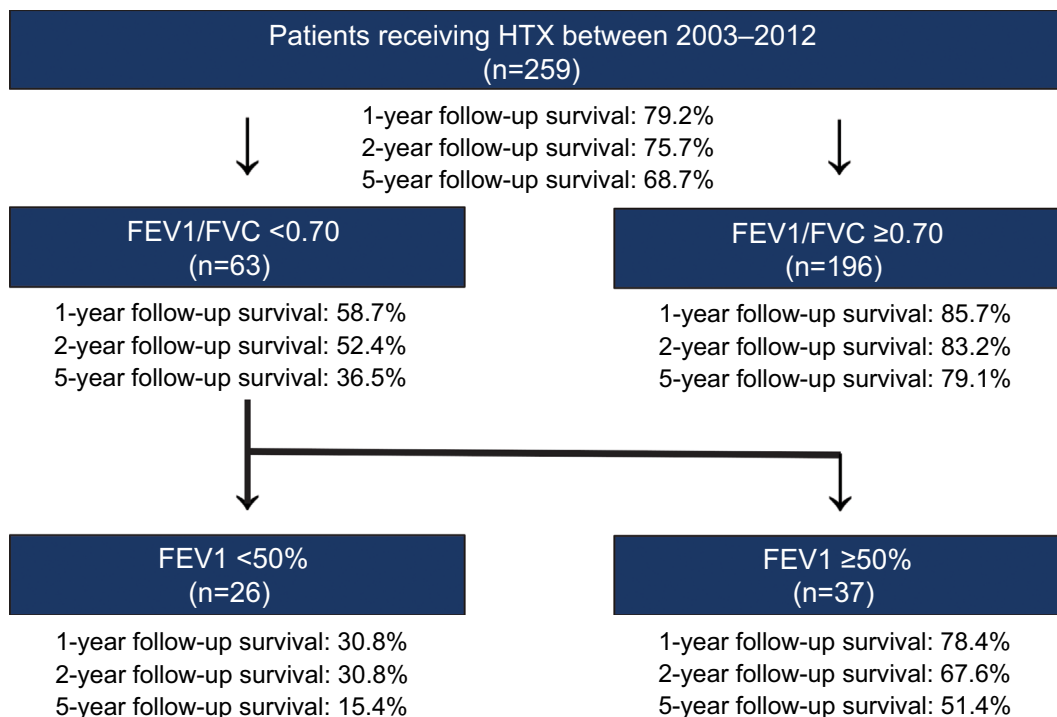 Patients receiving HTX between 2003–2012
(n=259)
1-year follow-up survival: 79.2%
2-year follow-up survival: 75.7%
5-year follow-up survival: 68.7%
FEV1/FVC <0.70
(n=63)
1-year follow-up survival: 58.7%
2-year follow-up survival: 52.4%
5-year follow-up survival: 36.5%
FEV1/FVC ≥0.70
(n=196)
1-year follow-up survival: 85.7%
2-year follow-up survival: 83.2%
5-year follow-up survival: 79.1%
FEV1 <50%
(n=26)
1-year follow-up survival: 30.8%
2-year follow-up survival: 30.8%
5-year follow-up survival: 15.4%
FEV1 ≥50%
(n=37)
1-year follow-up survival: 78.4%
2-year follow-up survival: 67.6%
5-year follow-up survival: 51.4%